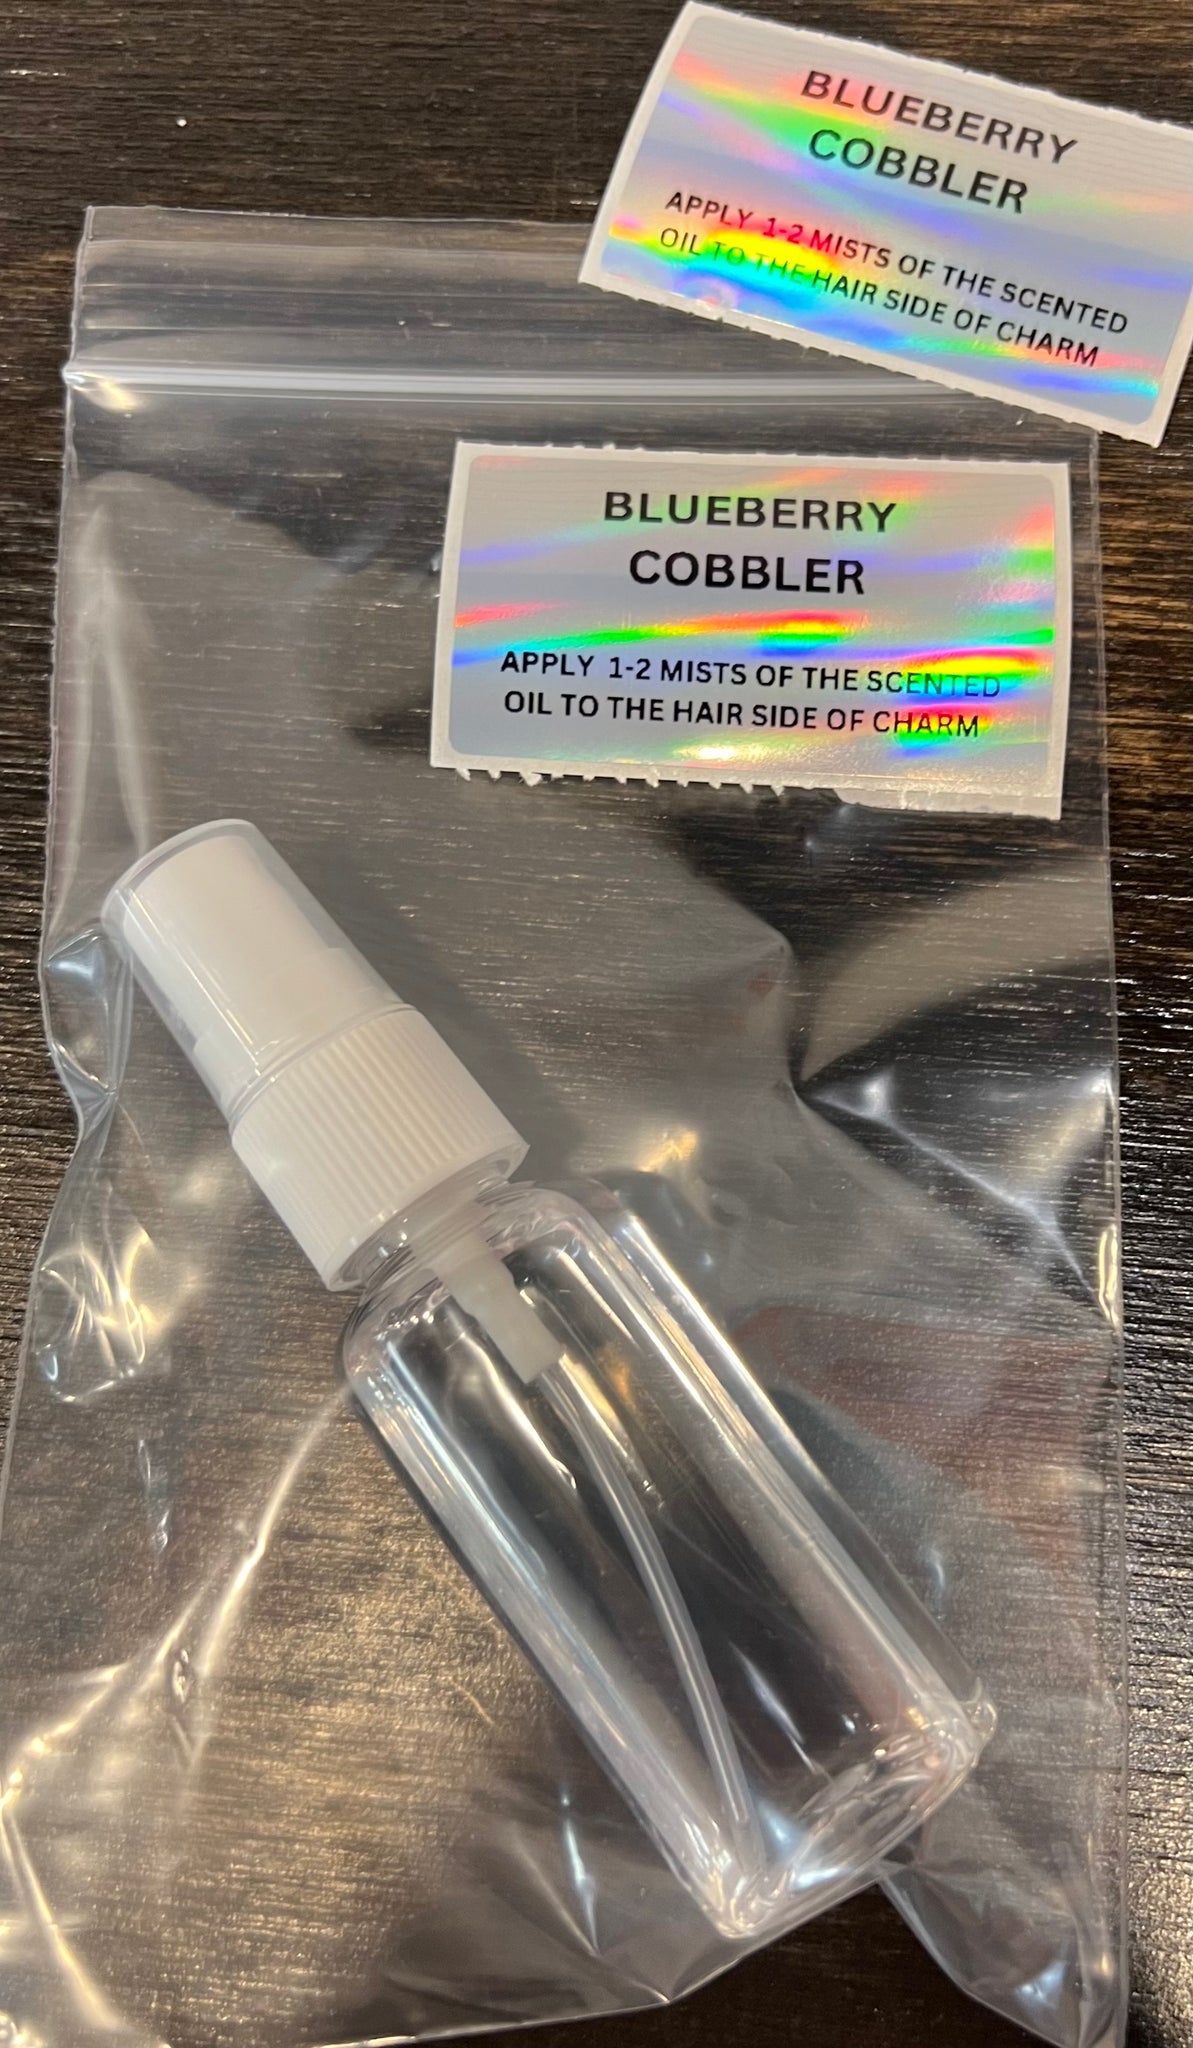 BLUEBERRY
COBBLER
APPLY 1-2 MISTS OF THE SCENTED
OIL TO THE HAIR SIDE OF CHARM
BLUEBERRY
COBBLER
APPLY 1-2 MISTS OF THE SCENTED
OIL TO THE HAIR SIDE OF CHARM